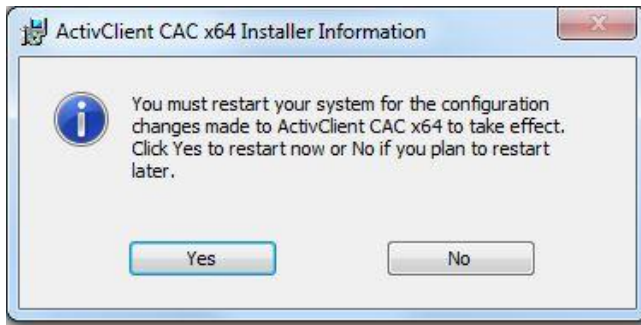 ActivClient CAC x64 Installer Information
You must restart your system for the configuration
changes made to ActivClient CAC x64 to take effect.
Click Yes to restart now or No if you plan to restart
later.
Yes
No